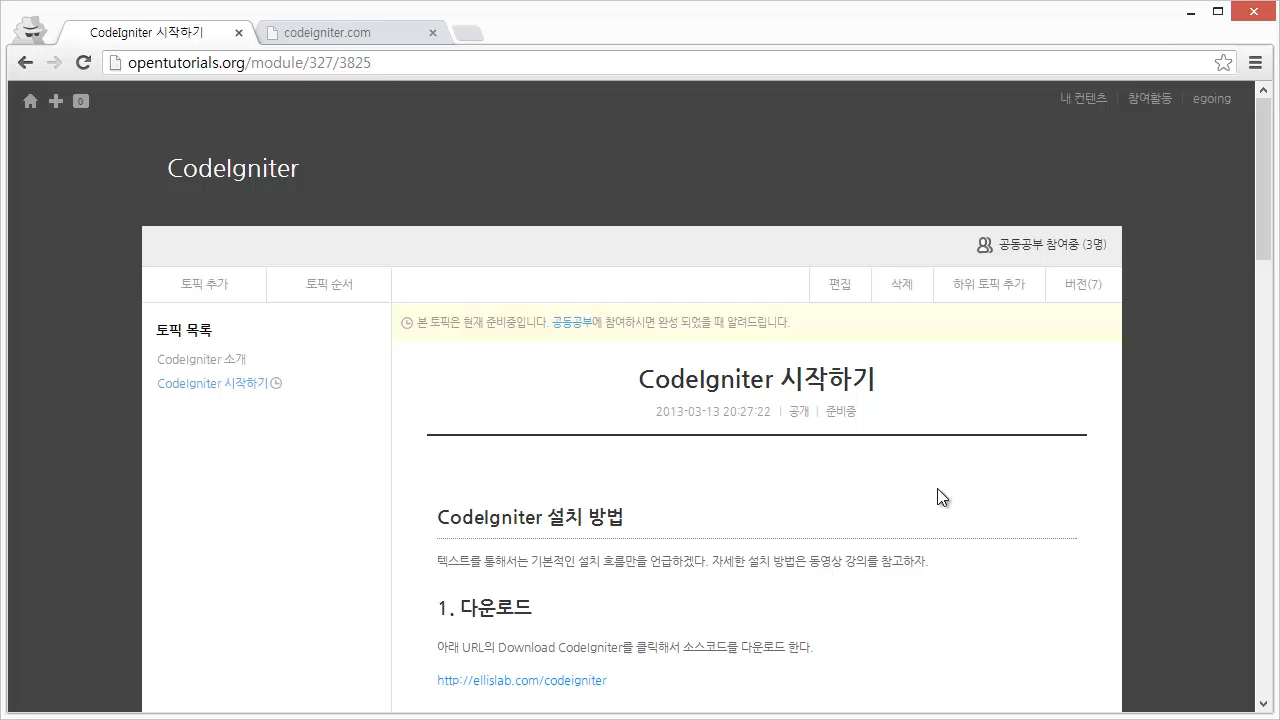 CodeIgniter 시작하기
codeigniter.com
opentutorials.org/module/327/3825
0
내 컨텐츠
참여활동
egoing
CodeIgniter
공동공부 참여중 (3명)
토픽 추가
토픽 순서
편집
삭제
하위 토픽 추가
버전(7)
토픽 목록
CodeIgniter 소개
CodeIgniter 시작하기
본 토픽은 현재 준비중입니다. 공동공부에 참여하시면 완성 되었을 때 알려드립니다.
CodeIgniter 시작하기
2013-03-13 20:27:22 | 공개 | 준비중
CodeIgniter 설치 방법
텍스트를 통해서는 기본적인 설치 흐름만을 언급하겠다. 자세한 설치 방법은 동영상 강의를 참고하자.
1. 다운로드
아래 URL의 Download CodeIgniter를 클릭해서 소스코드를 다운로드 한다.
http://ellislab.com/codeigniter